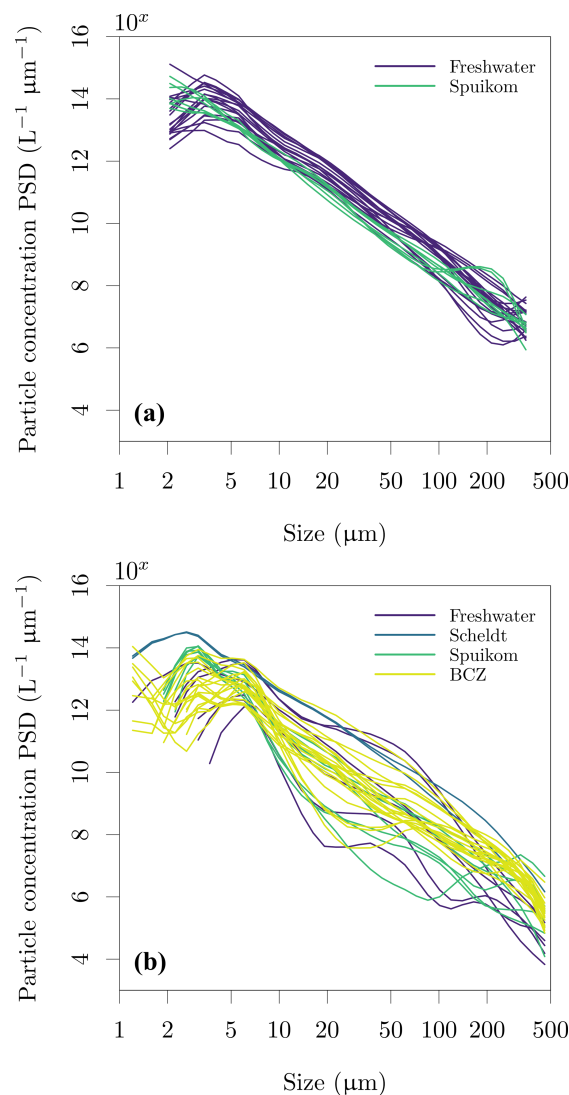 10ˣ
16
14
12
10
8
6
4
Particle concentration PSD (L⁻¹ μm⁻¹)
Freshwater
Spuikom
(a)
1 2 5 10 20 50 100 200 500
Size (μm)
10ˣ
16
14
12
10
8
6
4
Particle concentration PSD (L⁻¹ μm⁻¹)
Freshwater
Scheldt
Spuikom
BCZ
(b)
1 2 5 10 20 50 100 200 500
Size (μm)